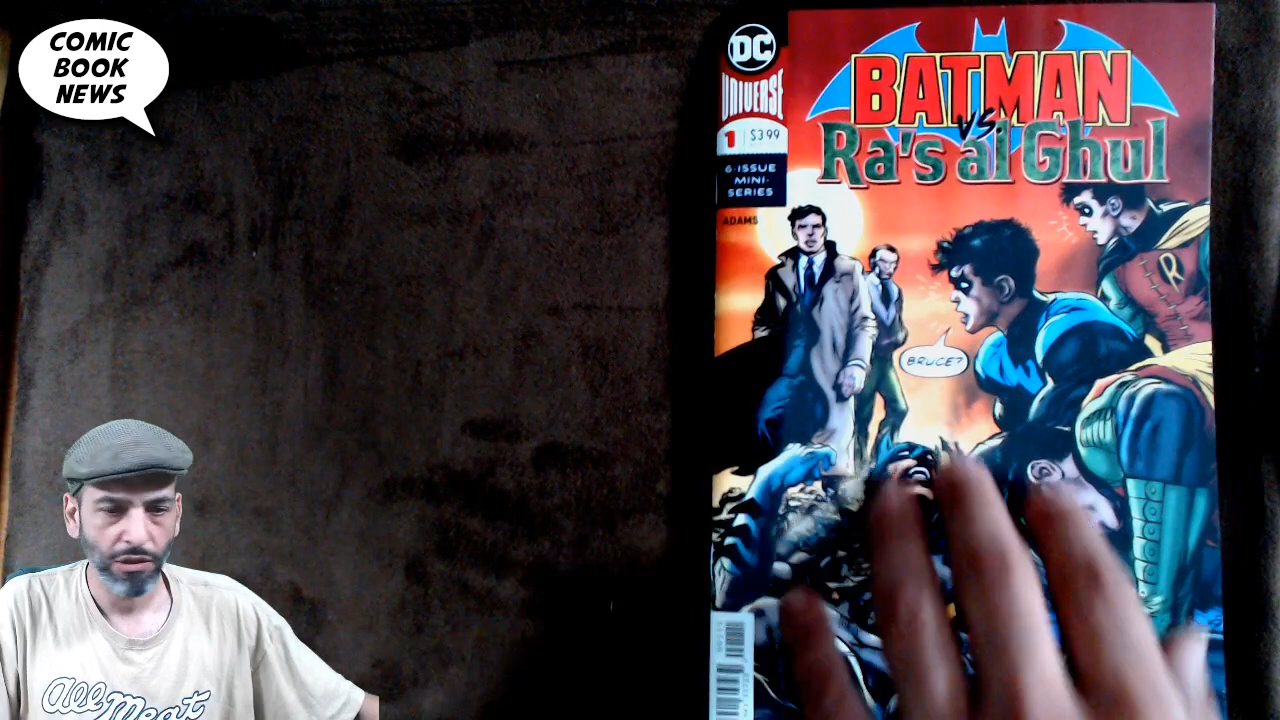 COMIC
BOOK
NEWS
DC
UNIVERSE
1 $3.99
6-ISSUE
MINI-
SERIES
ADAMS
BATMAN
VS.
Ra's al Ghul
R
BRUCE?
All Meat